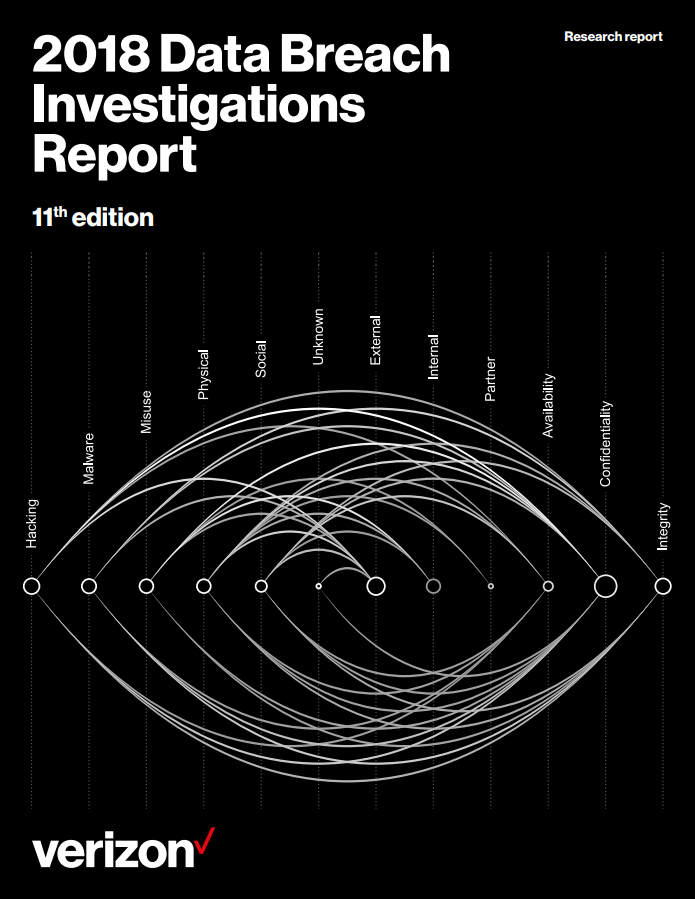 2018 Data Breach
Investigations
Report
Research report
11th edition
Hacking
Malware
Misuse
Physical
Social
Unknown
External
Internal
Partner
Availability
Confidentiality
Integrity
verizon✓